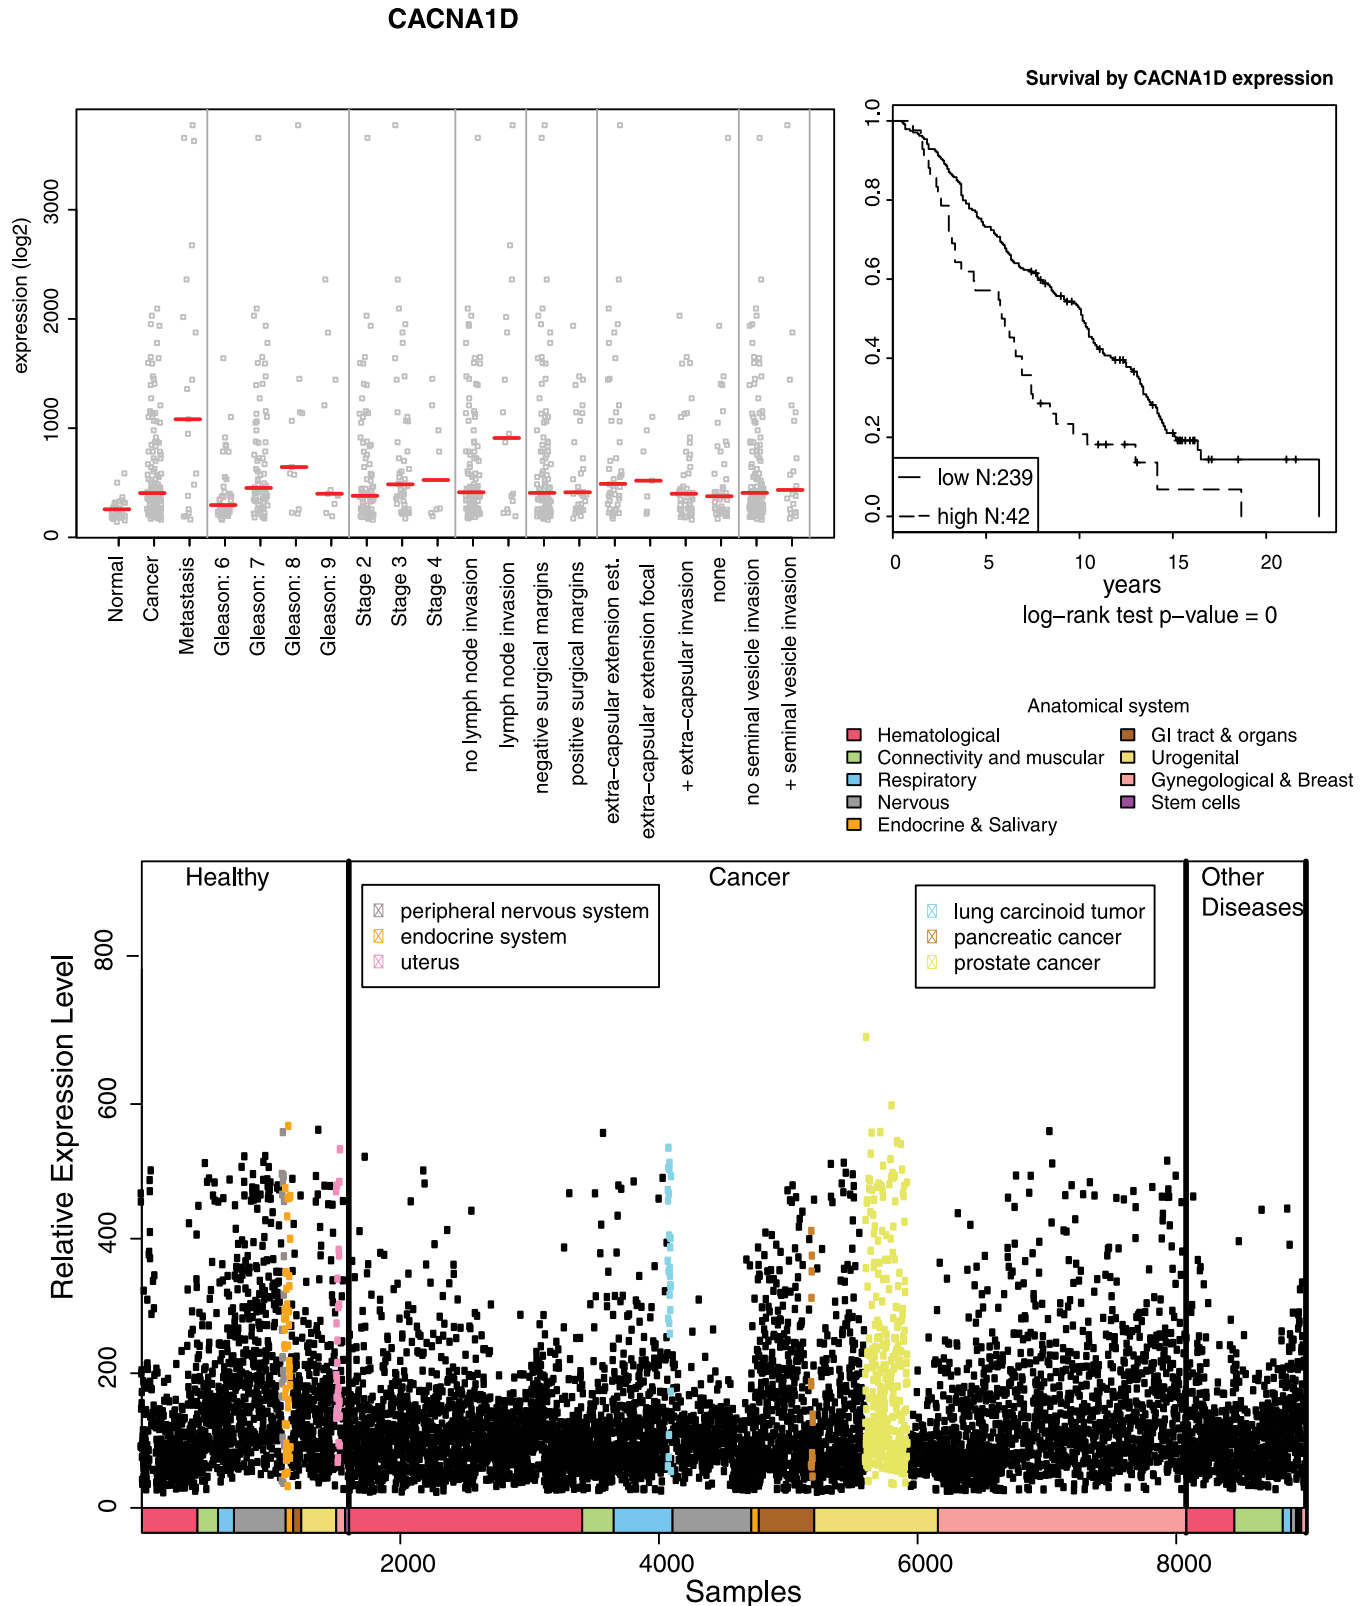 CACNA1D
expression (log2)
0
1000
2000
3000
Normal
Cancer
Metastasis
Gleason: 6
Gleason: 7
Gleason: 8
Gleason: 9
Stage 2
Stage 3
Stage 4
no lymph node invasion
lymph node invasion
negative surgical margins
positive surgical margins
extra−capsular extension est.
extra−capsular extension focal
+ extra−capsular invasion
none
no seminal vesicle invasion
+ seminal vesicle invasion
Survival by CACNA1D expression
1.0
0.8
0.6
0.4
0.2
0.0
low N:239
high N:42
0
5
10
15
20
years
log−rank test p−value = 0
Anatomical system
Hematological
Connectivity and muscular
Respiratory
Nervous
Endocrine & Salivary
GI tract & organs
Urogenital
Gynegological & Breast
Stem cells
Healthy
Cancer
Other
Diseases
peripheral nervous system
endocrine system
uterus
lung carcinoid tumor
pancreatic cancer
prostate cancer
Relative Expression Level
800
600
400
200
0
2000
4000
6000
8000
Samples